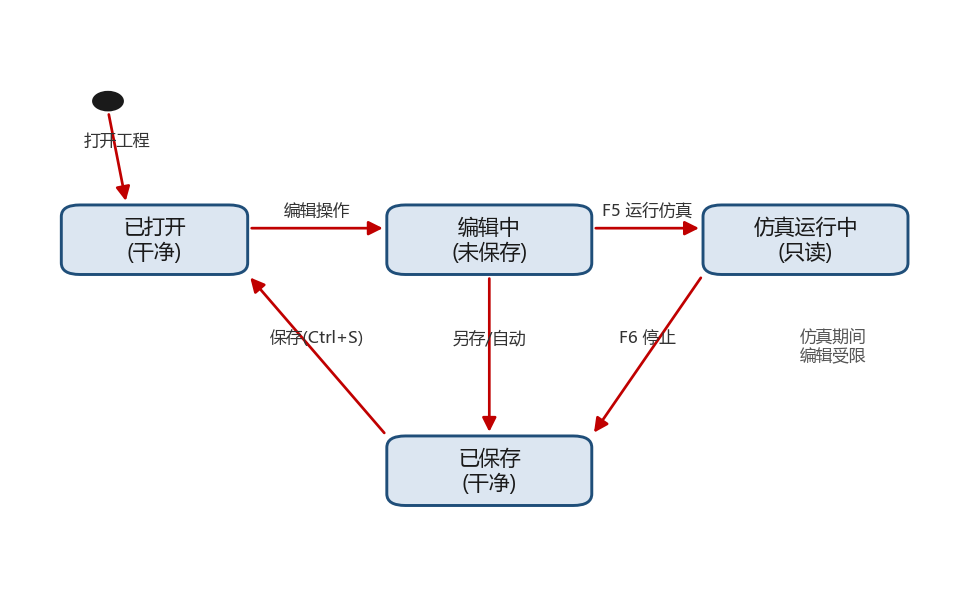 打开工程
已打开
(干净)
编辑操作
编辑中
(未保存)
F5 运行仿真
仿真运行中
(只读)
保存(Ctrl+S)
另存/自动
F6 停止
仿真期间
编辑受限
已保存
(干净)